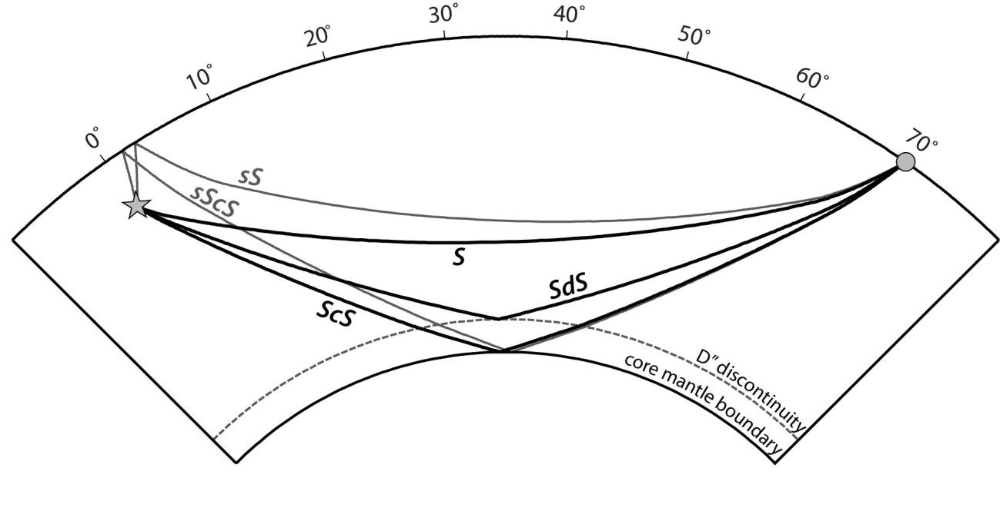 0°
10°
20°
30°
40°
50°
60°
70°
sS
sScS
S
SdS
ScS
D″ discontinuity
core mantle boundary